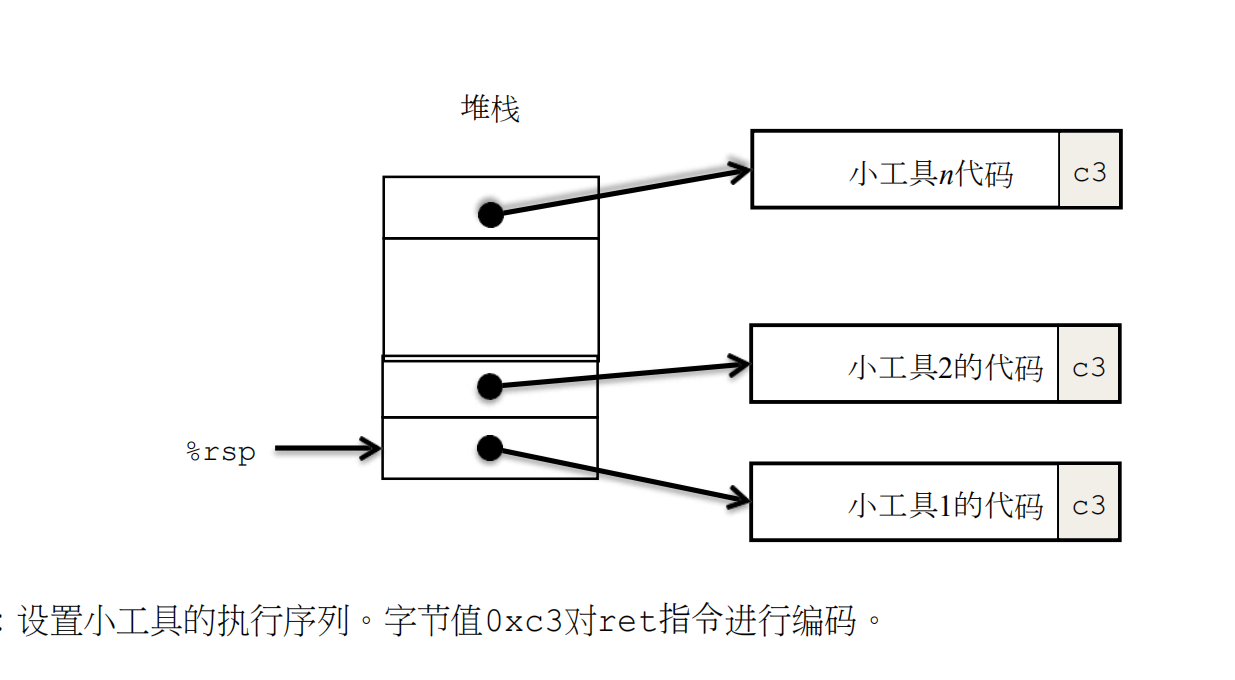 堆栈
小工具n代码 c3
小工具2的代码 c3
%rsp
小工具1的代码 c3
：设置小工具的执行序列。字节值0xc3对ret指令进行编码。